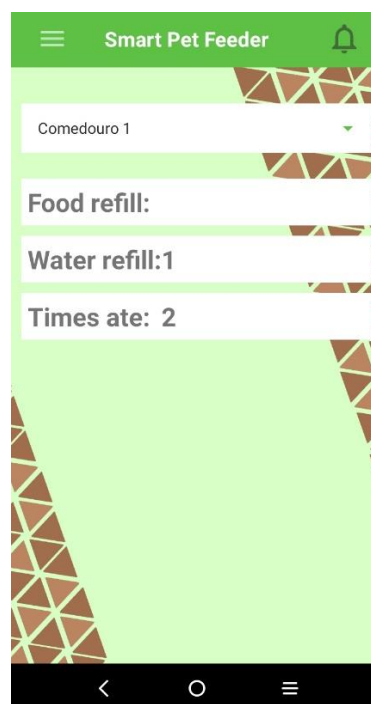 Smart Pet Feeder
Comedouro 1
Food refill:
Water refill:1
Times ate: 2